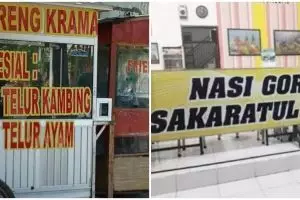 RENG KRAMA
ESIAL :
TELUR KAMBING
TELUR AYAM
NASI GOR
SAKARATUL